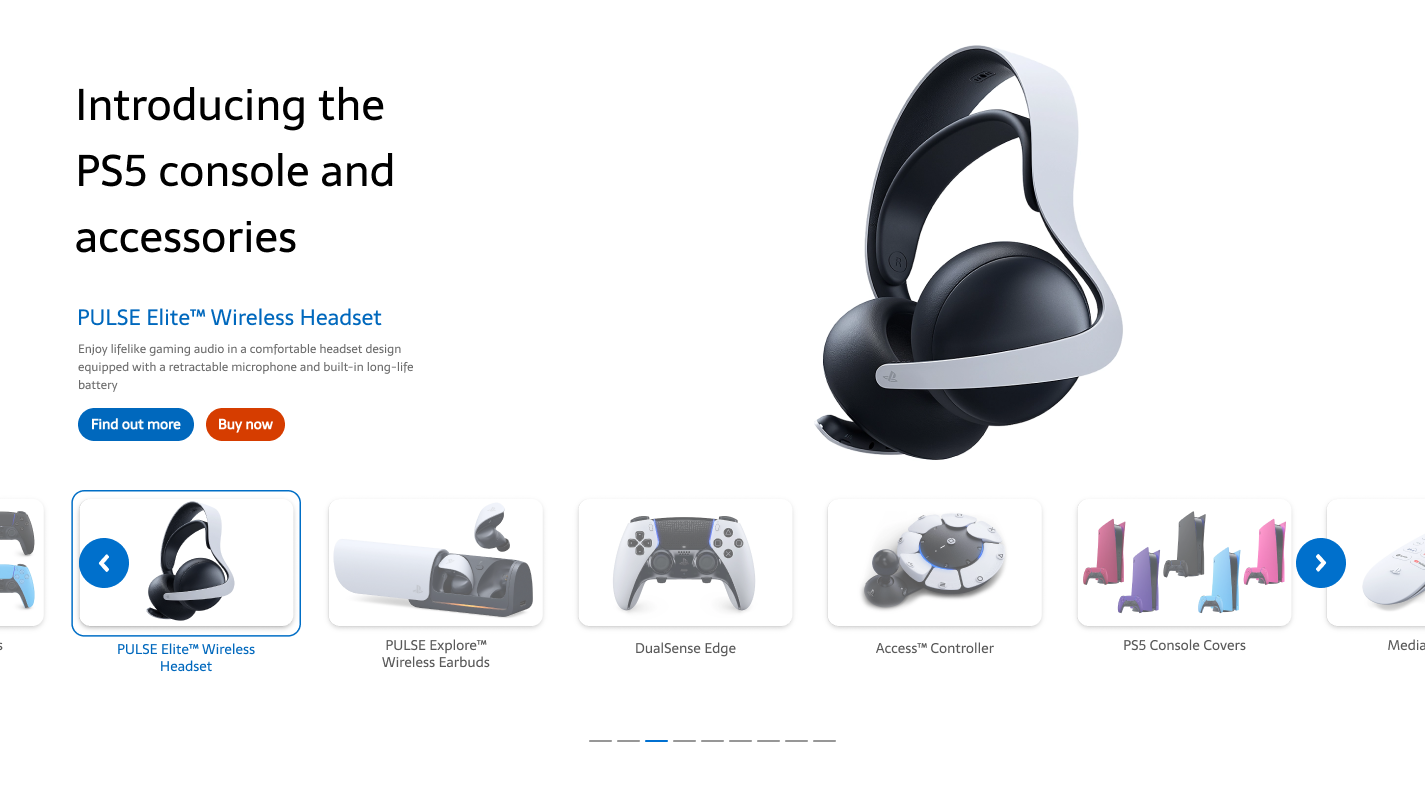 Introducing the
PS5 console and
accessories
PULSE Elite™ Wireless Headset
Enjoy lifelike gaming audio in a comfortable headset design
equipped with a retractable microphone and built-in long-life
battery
Find out more
Buy now
s
PULSE Elite™ Wireless
Headset
PULSE Explore™
Wireless Earbuds
DualSense Edge
Access™ Controller
PS5 Console Covers
Media